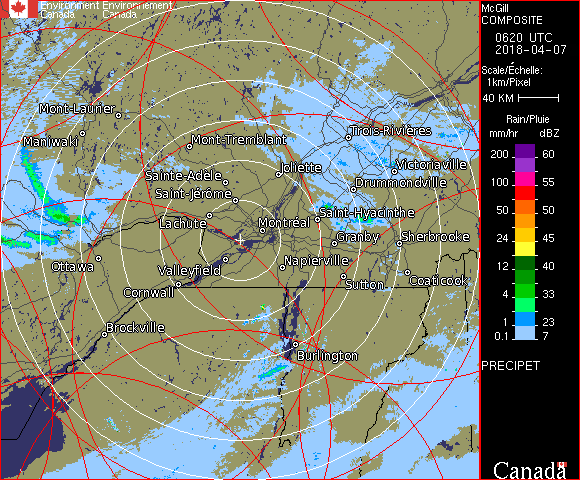 Environment Environnement
Canada Canada
McGill
COMPOSITE
0620 UTC
2018-04-07
Scale/Échelle:
1km/Pixel
40 KM
Rain/Pluie
mm/hr dBZ
200 60
100 55
50 50
24 45
12 40
4 33
1 23
0.1 7
PRECIPET
Canada
Mont-Laurier
Maniwaki
Mont-Tremblant
Trois-Rivières
Joliette
Victoriaville
Sainte-Adèle
Drummondville
Saint-Jérôme
Saint-Hyacinthe
Lachute
Montréal
Granby
Sherbrooke
Ottawa
Valleyfield
Napierville
Cornwall
Sutton
Coaticook
Brockville
Burlington